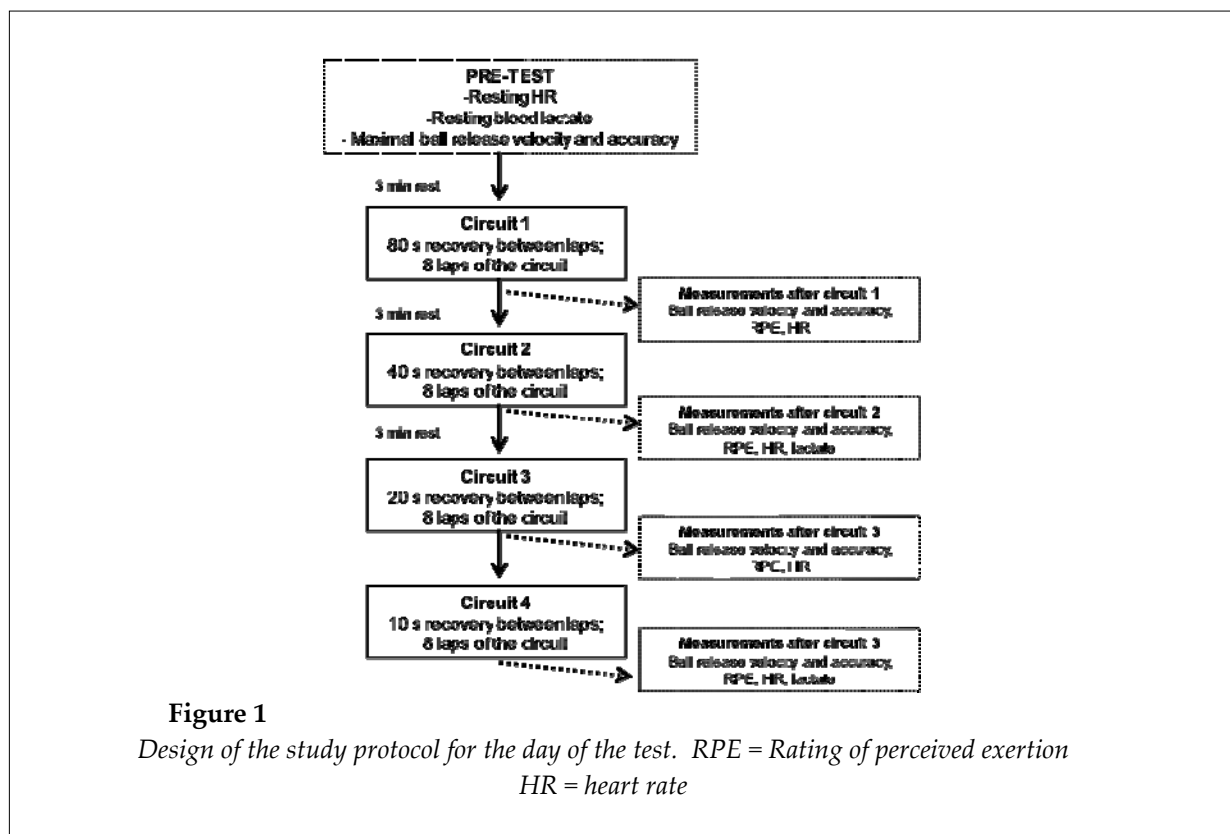 PRE-TEST
-Resting HR
-Resting blood lactate
- Maximal ball release velocity and accuracy
3 min rest
Circuit 1
80 s recovery between laps;
8 laps of the circuit
Measurements after circuit 1
Ball release velocity and accuracy,
RPE, HR
3 min rest
Circuit 2
40 s recovery between laps;
8 laps of the circuit
Measurements after circuit 2
Ball release velocity and accuracy,
RPE, HR, lactate
3 min rest
Circuit 3
20 s recovery between laps;
8 laps of the circuit
Measurements after circuit 3
Ball release velocity and accuracy,
RPE, HR
Circuit 4
10 s recovery between laps;
8 laps of the circuit
Measurements after circuit 3
Ball release velocity and accuracy,
RPE, HR, lactate
Figure 1
Design of the study protocol for the day of the test. RPE = Rating of perceived exertion
HR = heart rate